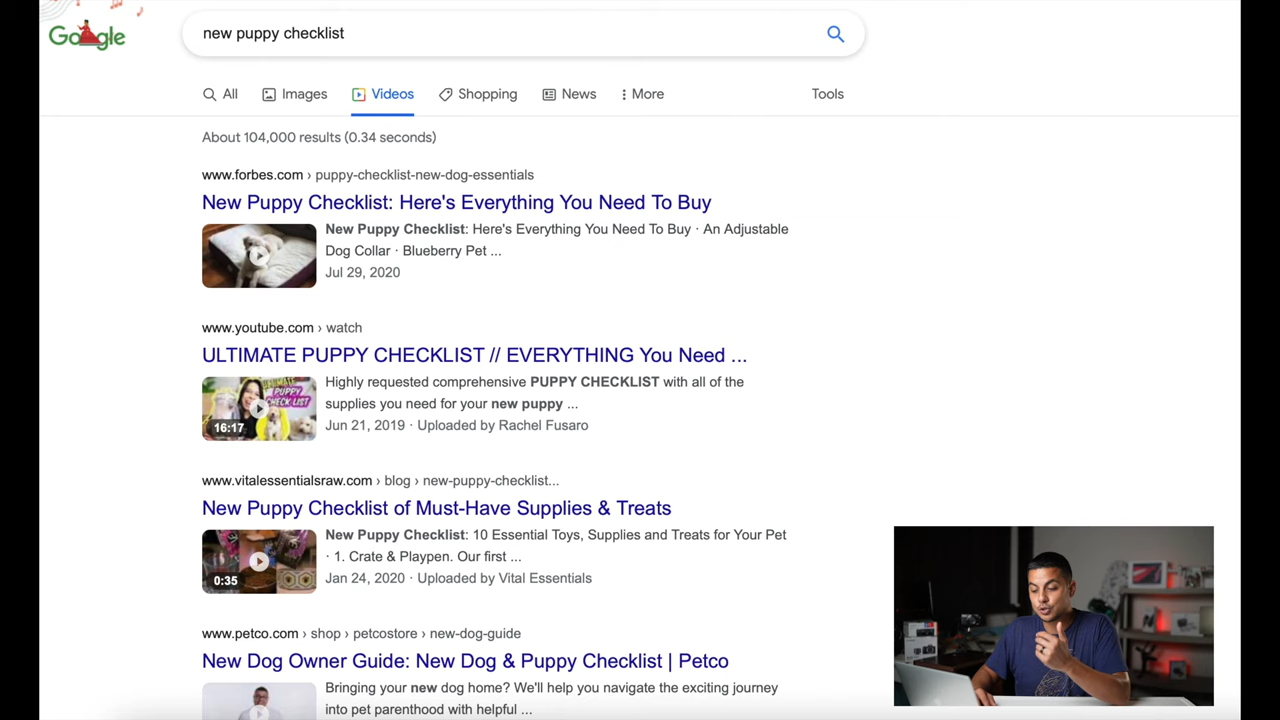 Google
new puppy checklist
All Images Videos Shopping News More Tools
About 104,000 results (0.34 seconds)
www.forbes.com › puppy-checklist-new-dog-essentials
New Puppy Checklist: Here's Everything You Need To Buy
New Puppy Checklist: Here's Everything You Need To Buy · An Adjustable
Dog Collar · Blueberry Pet ...
Jul 29, 2020
www.youtube.com › watch
ULTIMATE PUPPY CHECKLIST // EVERYTHING You Need ...
Highly requested comprehensive PUPPY CHECKLIST with all of the
supplies you need for your new puppy ...
Jun 21, 2019 · Uploaded by Rachel Fusaro
ULTIMATE
PUPPY
CHECK LIST
16:17
www.vitalessentialsraw.com › blog › new-puppy-checklist...
New Puppy Checklist of Must-Have Supplies & Treats
New Puppy Checklist: 10 Essential Toys, Supplies and Treats for Your Pet
· 1. Crate & Playpen. Our first ...
Jan 24, 2020 · Uploaded by Vital Essentials
0:35
www.petco.com › shop › petcostore › new-dog-guide
New Dog Owner Guide: New Dog & Puppy Checklist | Petco
Bringing your new dog home? We'll help you navigate the exciting journey
into pet parenthood with helpful ...